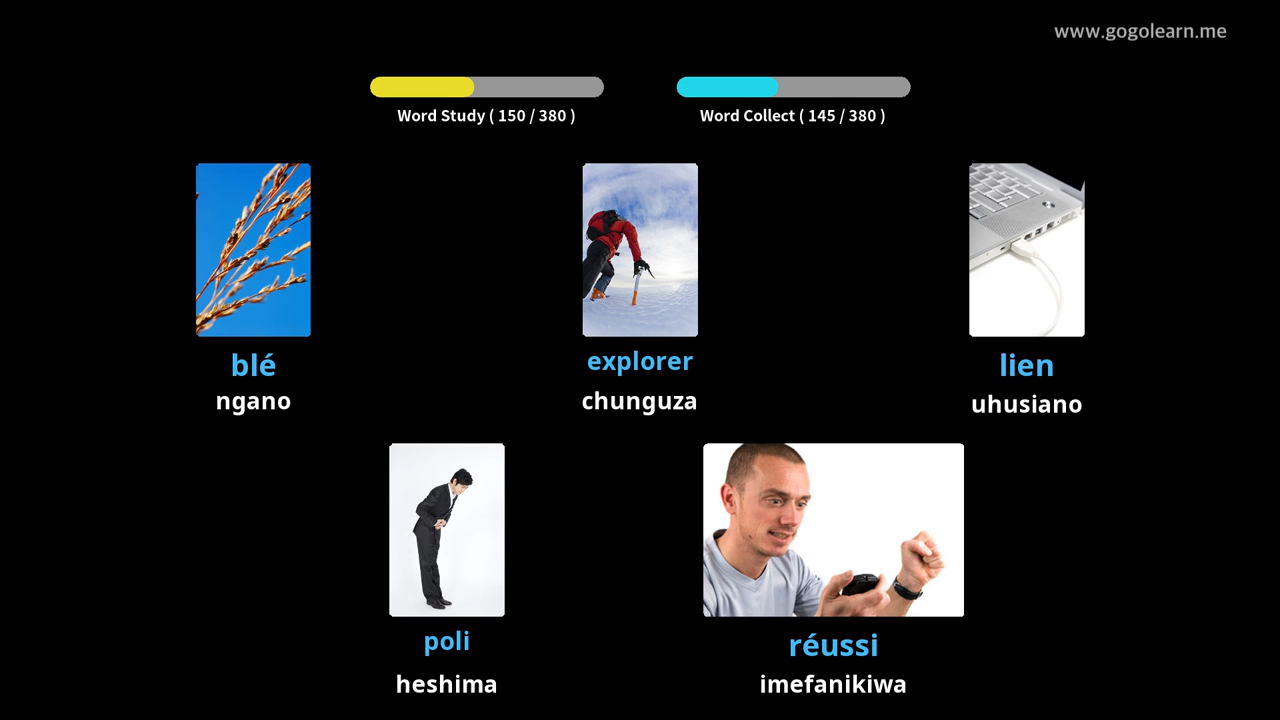 www.gogolearn.me
Word Study ( 150 / 380 )
Word Collect ( 145 / 380 )
blé
ngano
explorer
chunguza
lien
uhusiano
poli
heshima
réussi
imefanikiwa